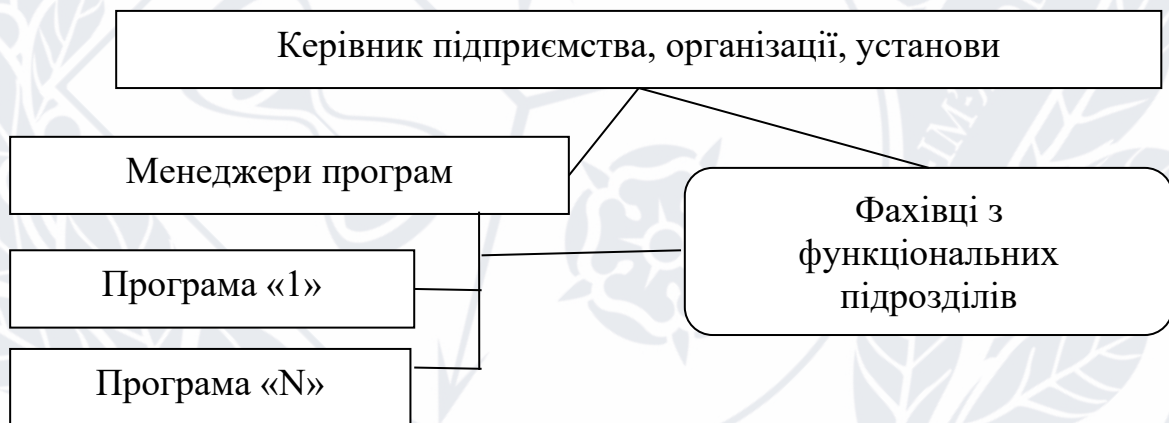 Керівник підприємства, організації, установи
Менеджери програм
Фахівці з
функціональних
підрозділів
Програма «1»
Програма «N»